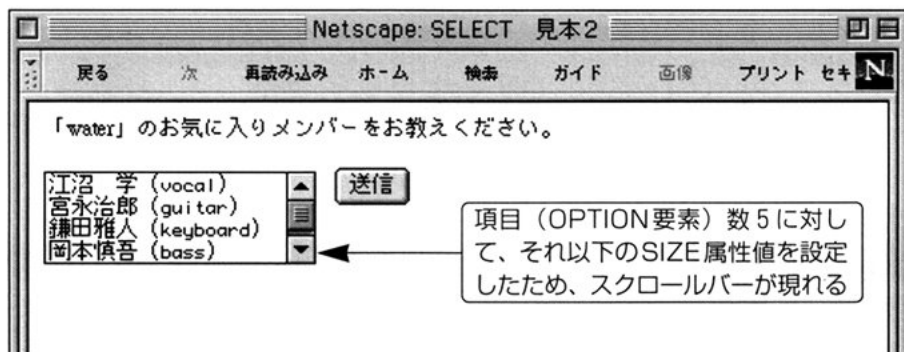 Netscape: SELECT 見本2
戻る 次 再読み込み ホーム 検索 ガイド 画像 プリント セキ N
「water」のお気に入りメンバーをお教えください。
江沼 学 (vocal)
宮永治郎 (guitar)
鎌田雅人 (keyboard)
岡本慎吾 (bass)
送信
項目(OPTION要素)数5に対し
て、それ以下のSIZE属性値を設定
したため、スクロールバーが現れる